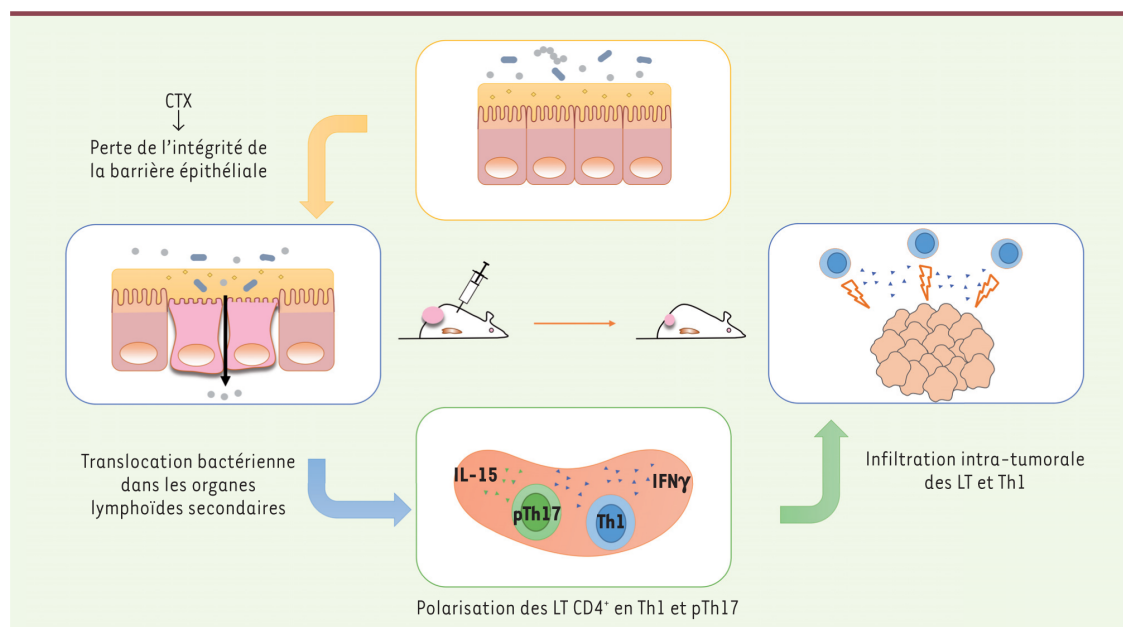 CTX
Perte de l'intégrité de
la barrière épithéliale
Translocation bactérienne
dans les organes
lymphoïdes secondaires
IL-15
IFNγ
pTh17
Th1
Polarisation des LT CD4⁺ en Th1 et pTh17
Infiltration intra-tumorale
des LT et Th1